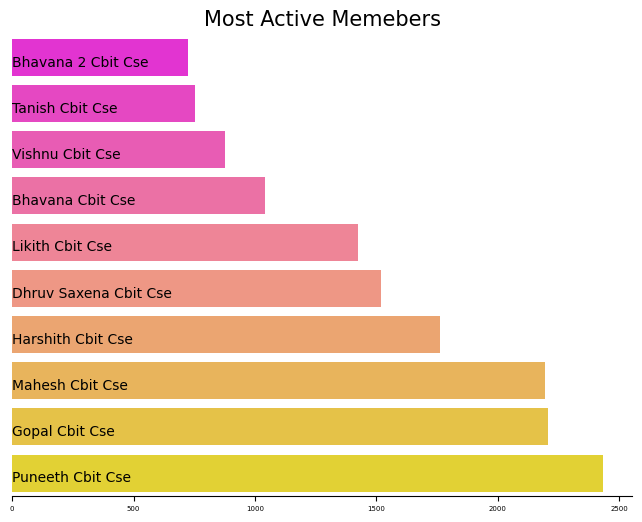 Most Active Memebers
Bhavana 2 Cbit Cse
Tanish Cbit Cse
Vishnu Cbit Cse
Bhavana Cbit Cse
Likith Cbit Cse
Dhruv Saxena Cbit Cse
Harshith Cbit Cse
Mahesh Cbit Cse
Gopal Cbit Cse
Puneeth Cbit Cse
0 500 1000 1500 2000 2500